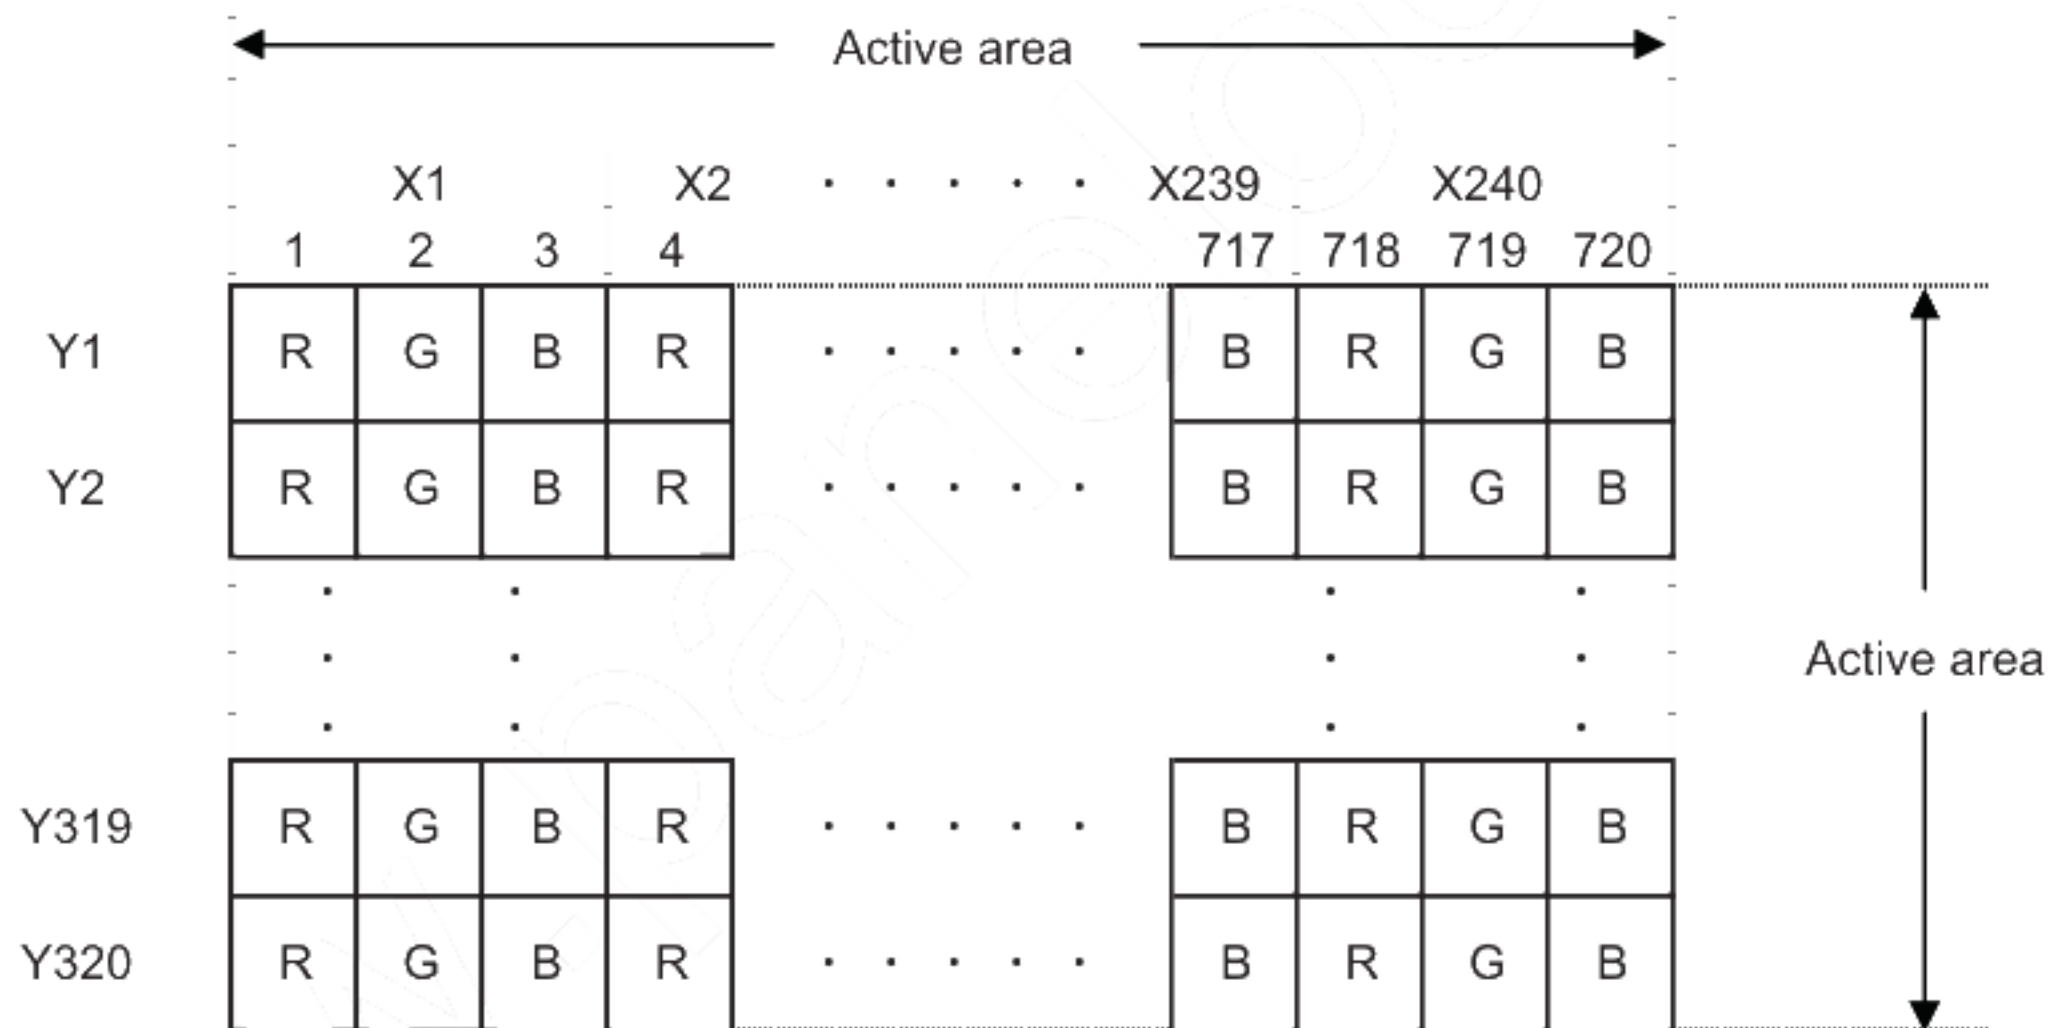 Active area
X1 X2 · · · · · X239 X240
1 2 3 4 717 718 719 720
Y1 R G B R · · · · · B R G B
Y2 R G B R · · · · · B R G B
Active area
Y319 R G B R · · · · · B R G B
Y320 R G B R · · · · · B R G B